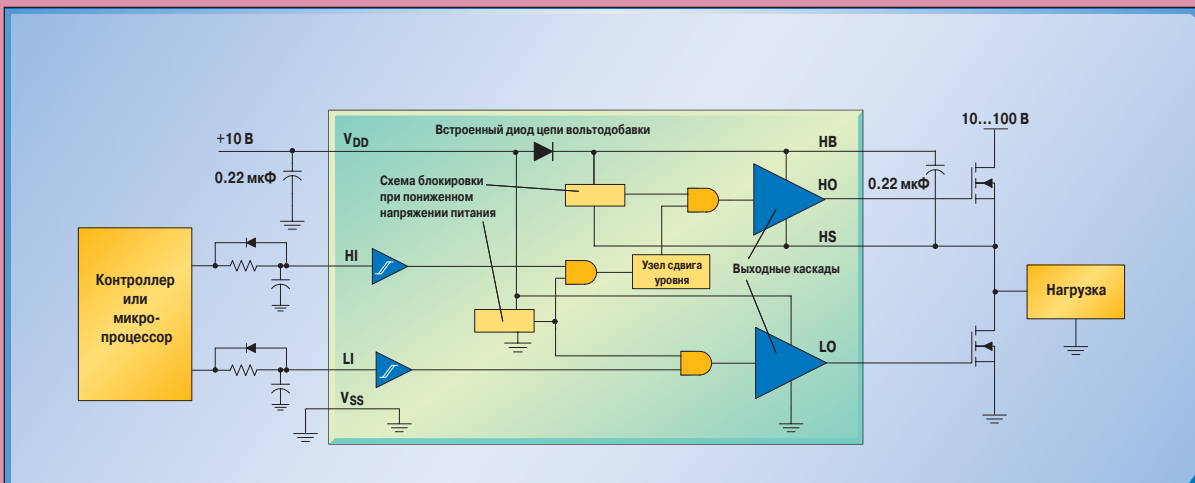 10...100 В
Встроенный диод цепи вольтодобавки
+10 В
VDD
HB
0.22 мкФ
Схема блокировки
при пониженном
напряжении питания
HO
0.22 мкФ
HI
HS
Контроллер
или
микро-
процессор
Узел сдвига
уровня
Выходные каскады
Нагрузка
LI
LO
VSS